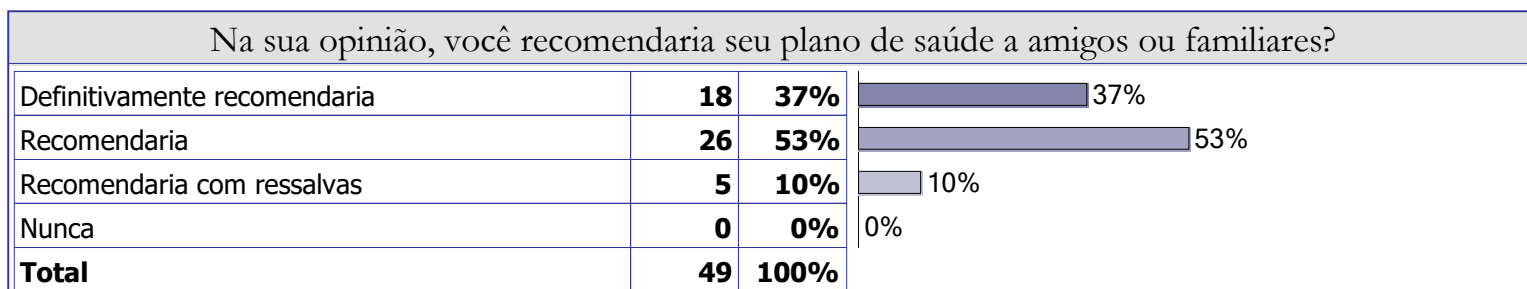 Na sua opinião, você recomendaria seu plano de saúde a amigos ou familiares?
Definitivamente recomendaria 18 37% 37%
Recomendaria 26 53% 53%
Recomendaria com ressalvas 5 10% 10%
Nunca 0 0% 0%
Total 49 100%